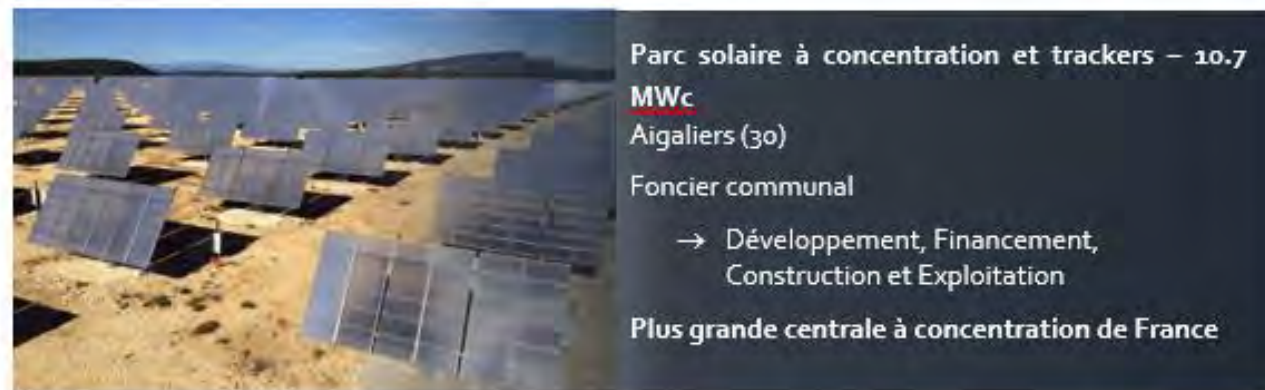 Parc solaire à concentration et trackers – 10.7
MWc
Aigaliers (30)
Foncier communal
→ Développement, Financement,
Construction et Exploitation
Plus grande centrale à concentration de France